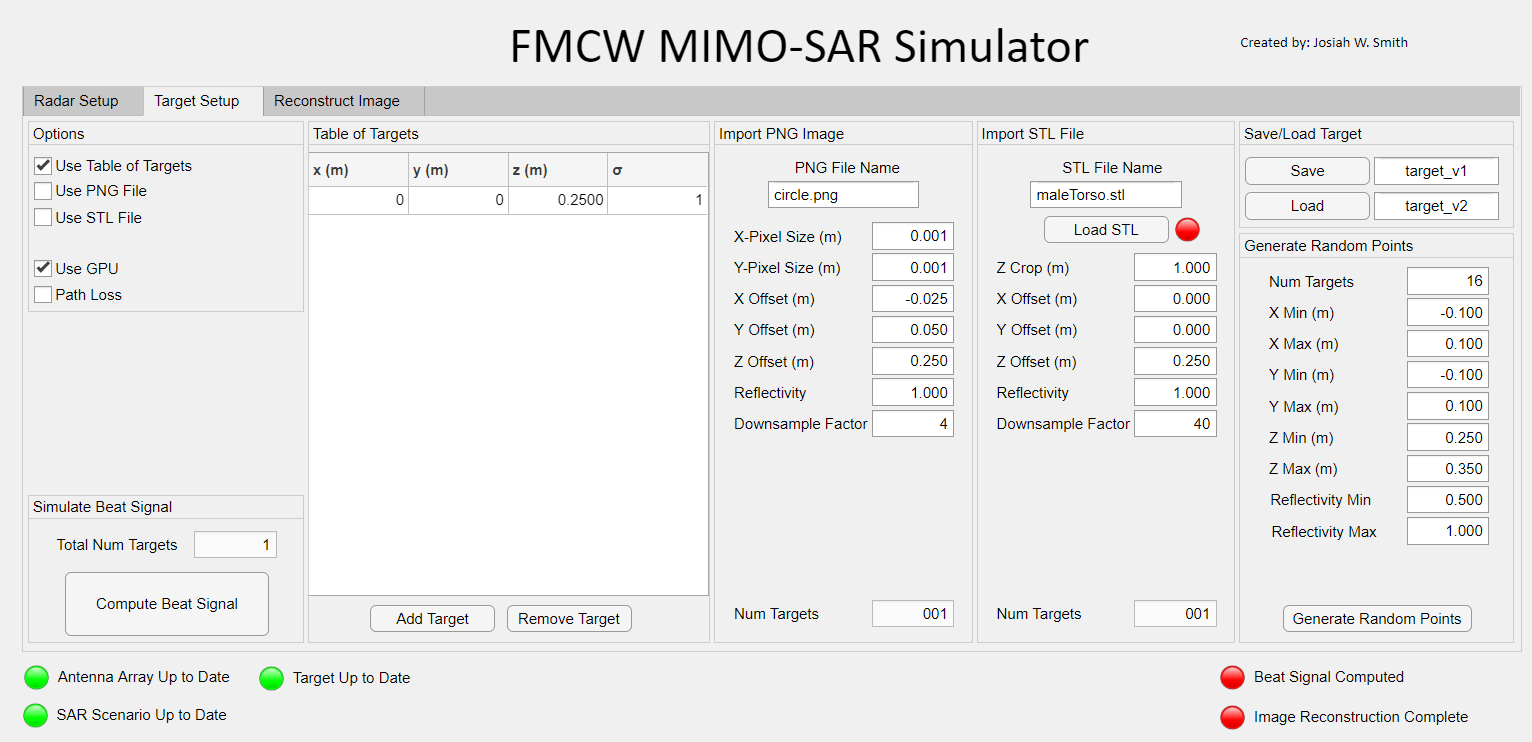 FMCW MIMO-SAR Simulator
Created by: Josiah W. Smith
Radar Setup
Target Setup
Reconstruct Image
Options
Use Table of Targets
Use PNG File
Use STL File
Use GPU
Path Loss
Simulate Beat Signal
Total Num Targets 1
Compute Beat Signal
Table of Targets
x (m) y (m) z (m) σ
0 0 0.2500 1
Add Target
Remove Target
Import PNG Image
PNG File Name
circle.png
X-Pixel Size (m) 0.001
Y-Pixel Size (m) 0.001
X Offset (m) -0.025
Y Offset (m) 0.050
Z Offset (m) 0.250
Reflectivity 1.000
Downsample Factor 4
Num Targets 001
Import STL File
STL File Name
maleTorso.stl
Load STL
Z Crop (m) 1.000
X Offset (m) 0.000
Y Offset (m) 0.000
Z Offset (m) 0.250
Reflectivity 1.000
Downsample Factor 40
Num Targets 001
Save/Load Target
Save target_v1
Load target_v2
Generate Random Points
Num Targets 16
X Min (m) -0.100
X Max (m) 0.100
Y Min (m) -0.100
Y Max (m) 0.100
Z Min (m) 0.250
Z Max (m) 0.350
Reflectivity Min 0.500
Reflectivity Max 1.000
Generate Random Points
Antenna Array Up to Date
Target Up to Date
SAR Scenario Up to Date
Beat Signal Computed
Image Reconstruction Complete